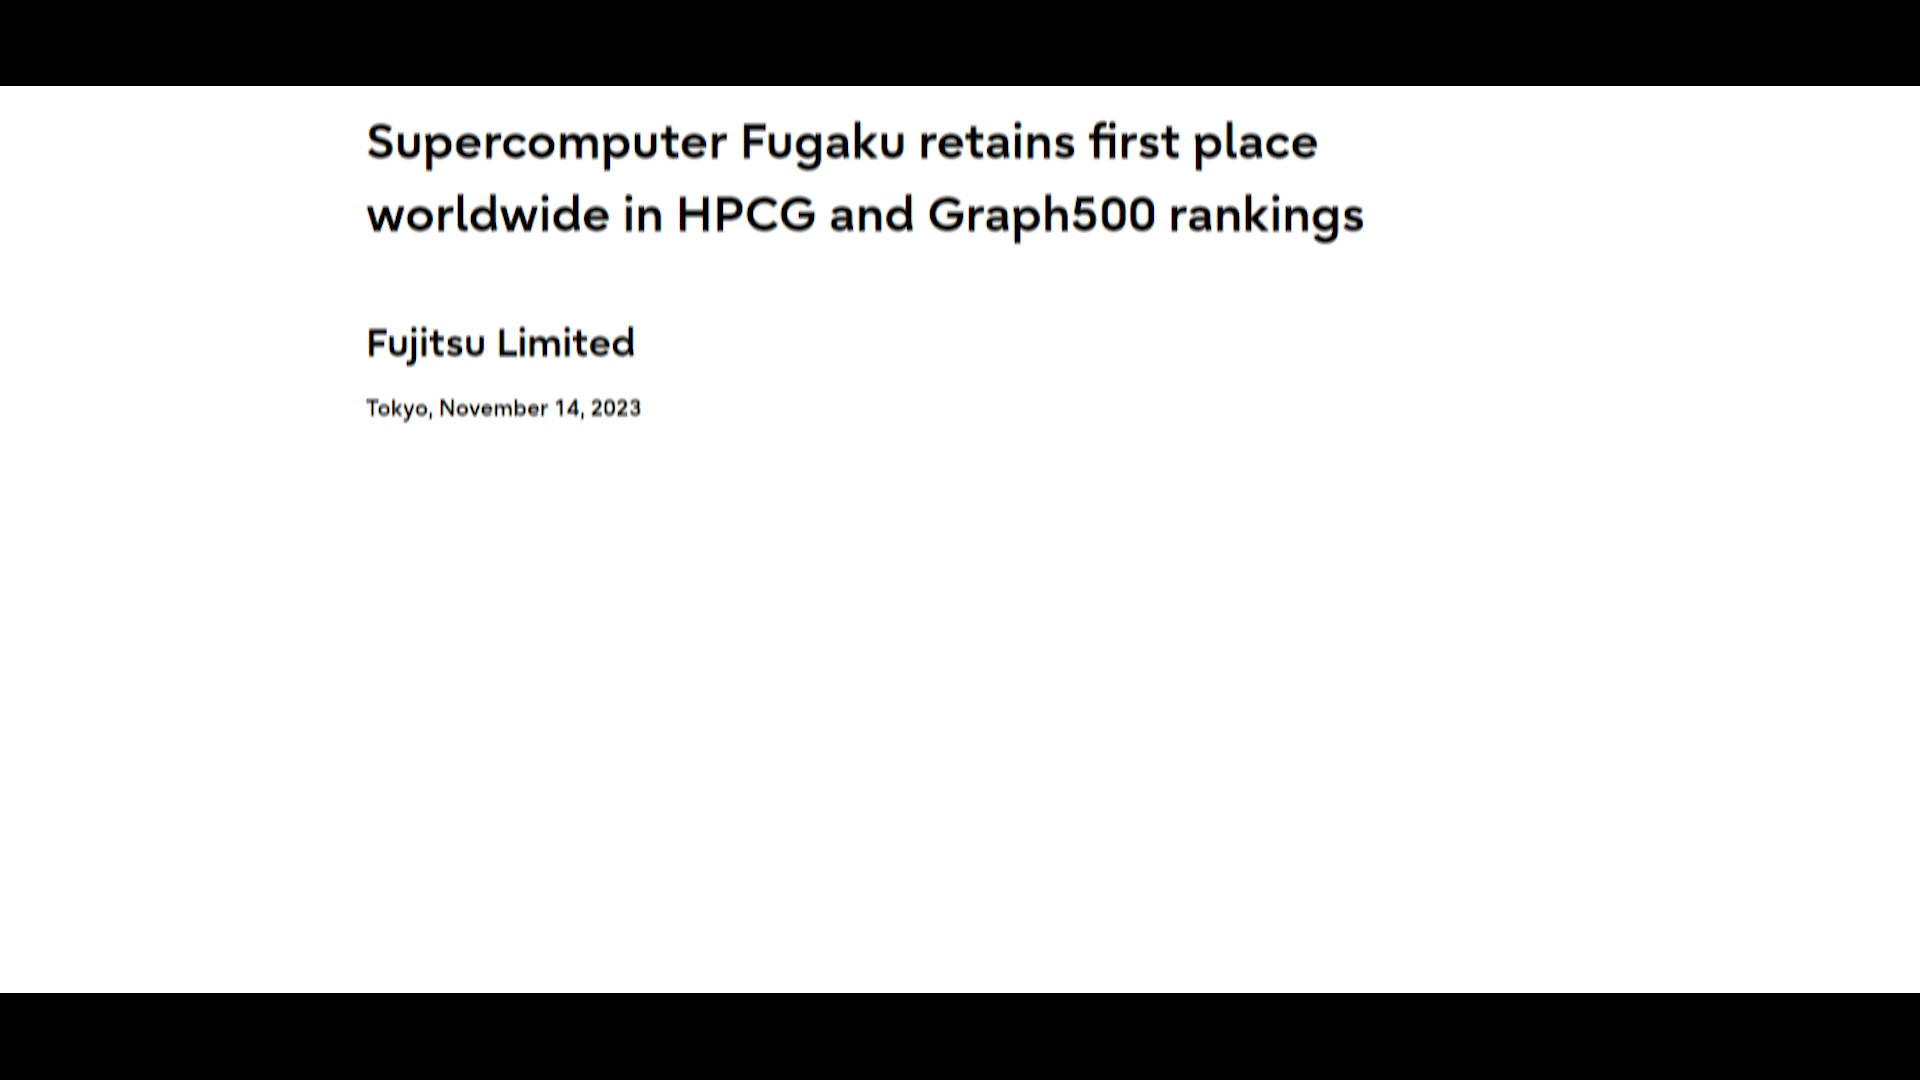 Supercomputer Fugaku retains first place
worldwide in HPCG and Graph500 rankings
Fujitsu Limited
Tokyo, November 14, 2023